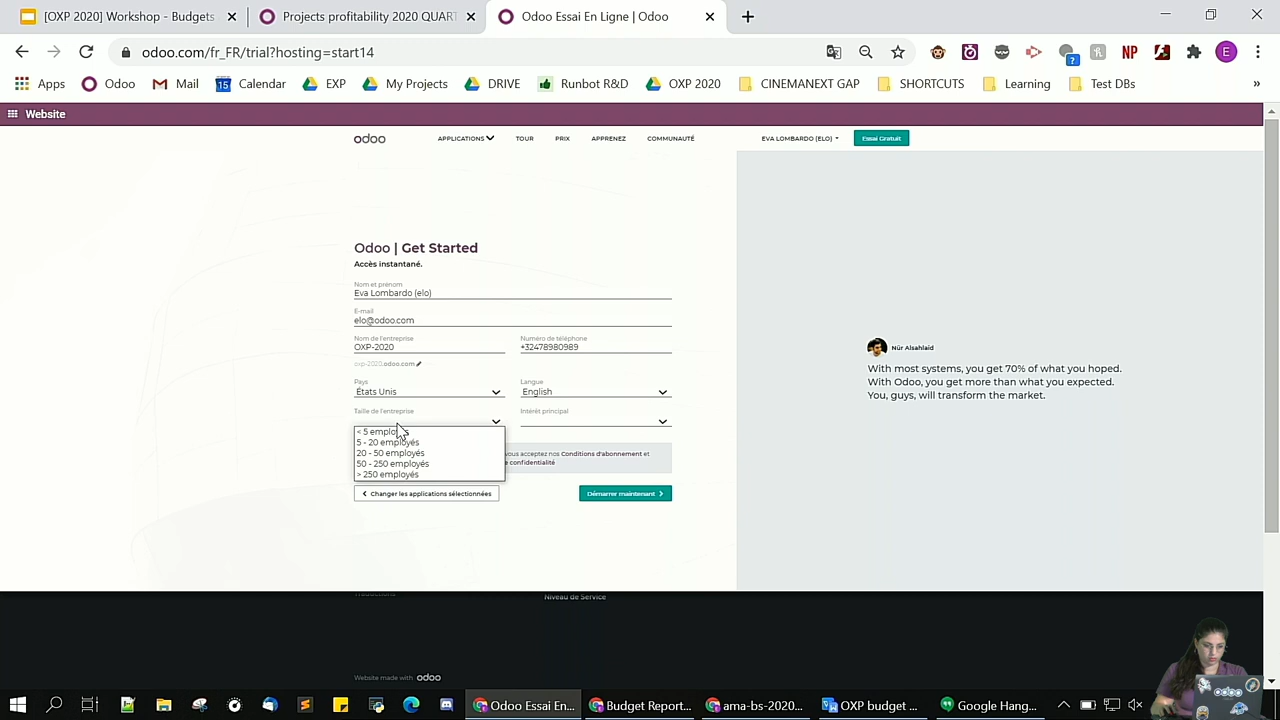 [OXP 2020] Workshop - Budgets
Projects profitability 2020 QUART
Odoo Essai En Ligne | Odoo
odoo.com/fr_FR/trial?hosting=start14
E
Apps
Odoo
Mail
Calendar
EXP
My Projects
DRIVE
Runbot R&D
OXP 2020
CINEMANEXT GAP
SHORTCUTS
Learning
Test DBs
»
Website
odoo
APPLICATIONS
TOUR
PRIX
APPRENEZ
COMMUNAUTÉ
EVA LOMBARDO (ELO)
Essai Gratuit
Odoo | Get Started
Accès instantané.
Nom et prénom
Eva Lombardo (elo)
E-mail
elo@odoo.com
Nom de l'entreprise
Numéro de téléphone
OXP-2020
+32478980989
oxp-2020.odoo.com
Pays
Langue
États Unis
English
Taille de l'entreprise
Intérêt principal
< 5 employés
5 - 20 employés
20 - 50 employés
50 - 250 employés
> 250 employés
vous acceptez nos Conditions d'abonnement et
e confidentialité
Changer les applications sélectionnées
Démarrer maintenant
Nûr Alsahlaid
With most systems, you get 70% of what you hoped.
With Odoo, you get more than what you expected.
You, guys, will transform the market.
Traductions
Niveau de Service
Website made with odoo
odoo
Odoo Essai En...
Budget Report...
ama-bs-2020...
OXP budget ...
Google Hang...